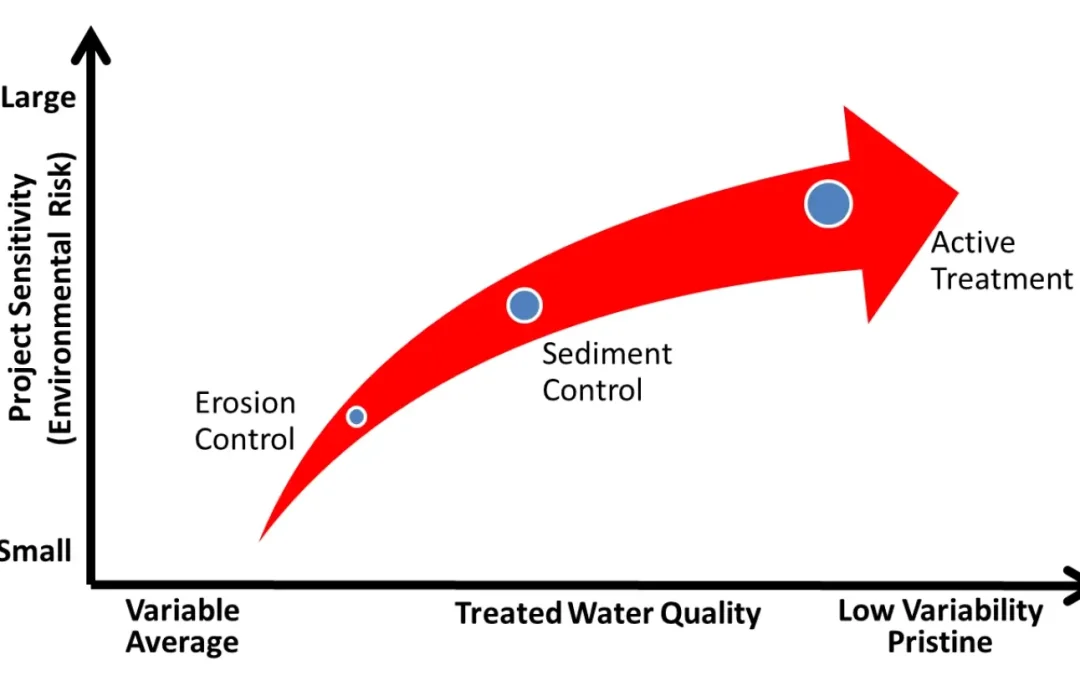 Large
Project Sensitivity
(Environmental Risk)
Small
Erosion
Control
Sediment
Control
Active
Treatment
Variable
Average
Treated Water Quality
Low Variability
Pristine